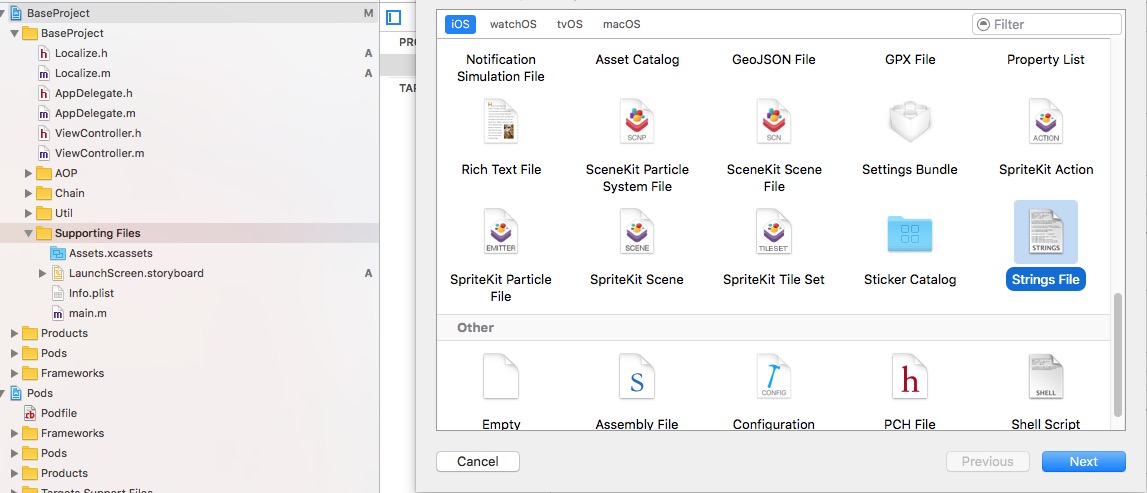 BaseProject M
BaseProject
h Localize.h A
m Localize.m A
h AppDelegate.h
m AppDelegate.m
h ViewController.h
m ViewController.m
AOP
Chain
Util
Supporting Files
Assets.xcassets
LaunchScreen.storyboard A
Info.plist
m main.m
Products
Pods
Frameworks
Pods
rb Podfile
Frameworks
Pods
Products
Targets Support Files
PRO
TAR
iOS watchOS tvOS macOS Filter
Notification Simulation File
Asset Catalog
GeoJSON File
GPX File
Property List
Rich Text File
SCNP
SceneKit Particle
System File
SCN
SceneKit Scene
File
Settings Bundle
ACTION
SpriteKit Action
EMITTER
SpriteKit Particle
File
SCENE
SpriteKit Scene
TILESET
SpriteKit Tile Set
Sticker Catalog
STRINGS
Strings File
Other
Empty
S
Assembly File
CONFIG
Configuration
h
PCH File
SHELL
Shell Script
Cancel Previous Next